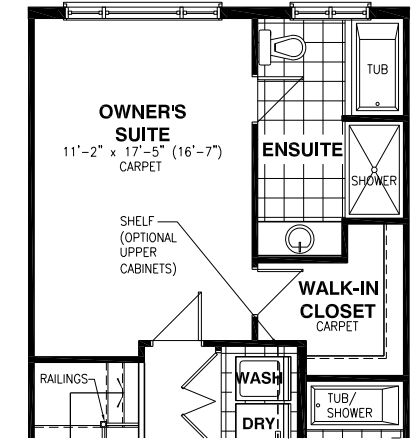 OWNER'S
SUITE
11'-2" x 17'-5" (16'-7")
CARPET
TUB
ENSUITE
SHOWER
SHELF
(OPTIONAL
UPPER
CABINETS)
WALK-IN
CLOSET
CARPET
RAILINGS
WASH
DRY
TUB/
SHOWER